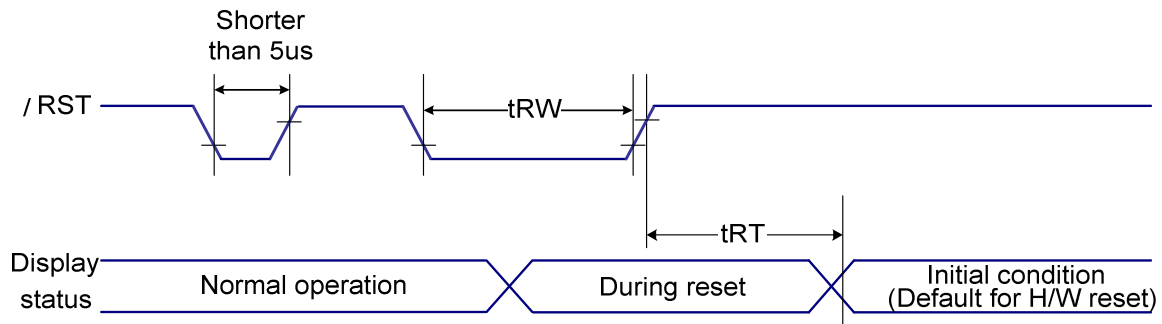 Shorter
than 5us
/ RST
tRW
tRT
Display
status
Normal operation
During reset
Initial condition
(Default for H/W reset)